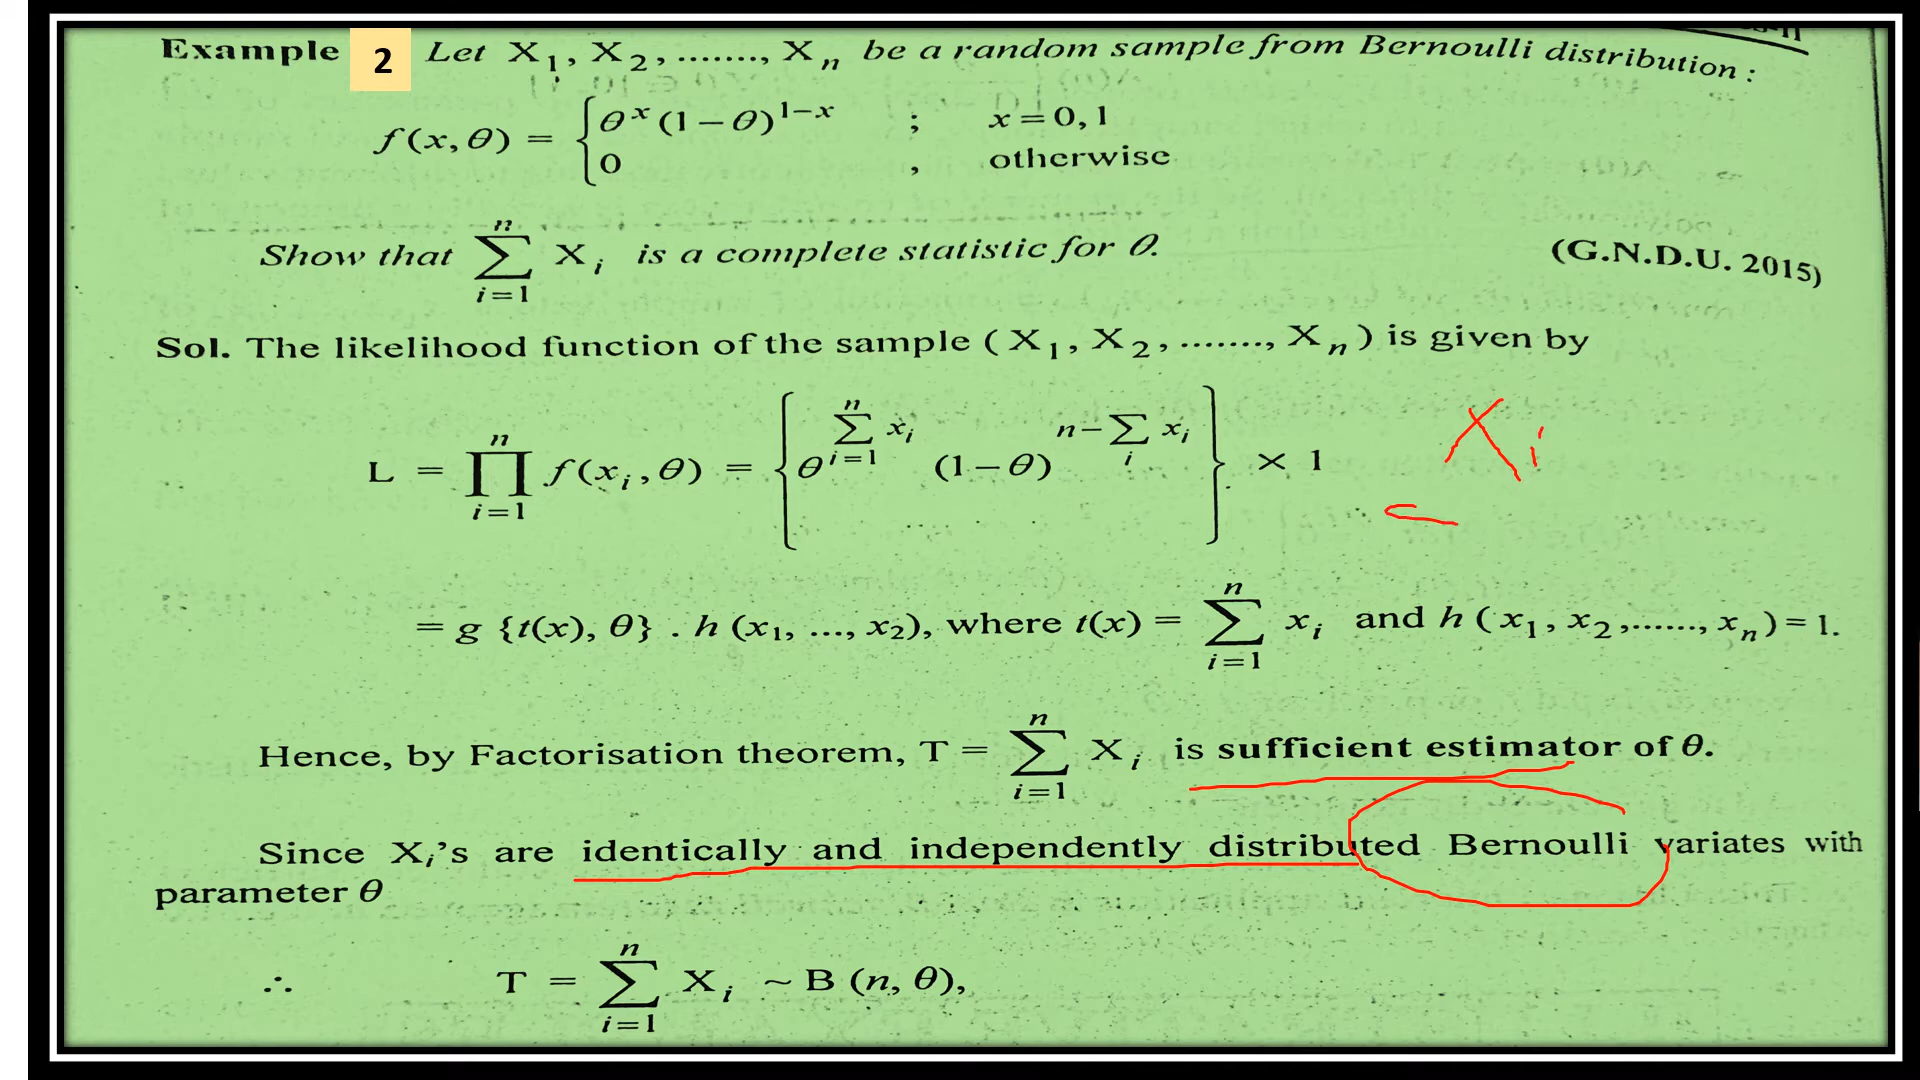 Example 2 Let X₁, X₂, ......., Xₙ be a random sample from Bernoulli distribution :
f (x, θ) = { θˣ (1 – θ)¹⁻ˣ ; x = 0, 1
0 , otherwise
Show that ∑ᵢ₌₁ⁿ Xᵢ is a complete statistic for θ. (G.N.D.U. 2015)
Sol. The likelihood function of the sample ( X₁, X₂, ......., Xₙ ) is given by
L = ∏ᵢ₌₁ⁿ f (xᵢ, θ) = { θ^(∑ᵢ₌₁ⁿ xᵢ) (1 – θ)^(n – ∑ᵢ xᵢ) } × 1 Xi
= g {t(x), θ} . h (x₁, ..., x₂), where t(x) = ∑ᵢ₌₁ⁿ xᵢ and h ( x₁, x₂,......, xₙ ) = 1.
Hence, by Factorisation theorem, T = ∑ᵢ₌₁ⁿ Xᵢ is sufficient estimator of θ.
Since Xᵢ's are identically and independently distributed Bernoulli variates with
parameter θ
∴ T = ∑ᵢ₌₁ⁿ Xᵢ ~ B (n, θ),